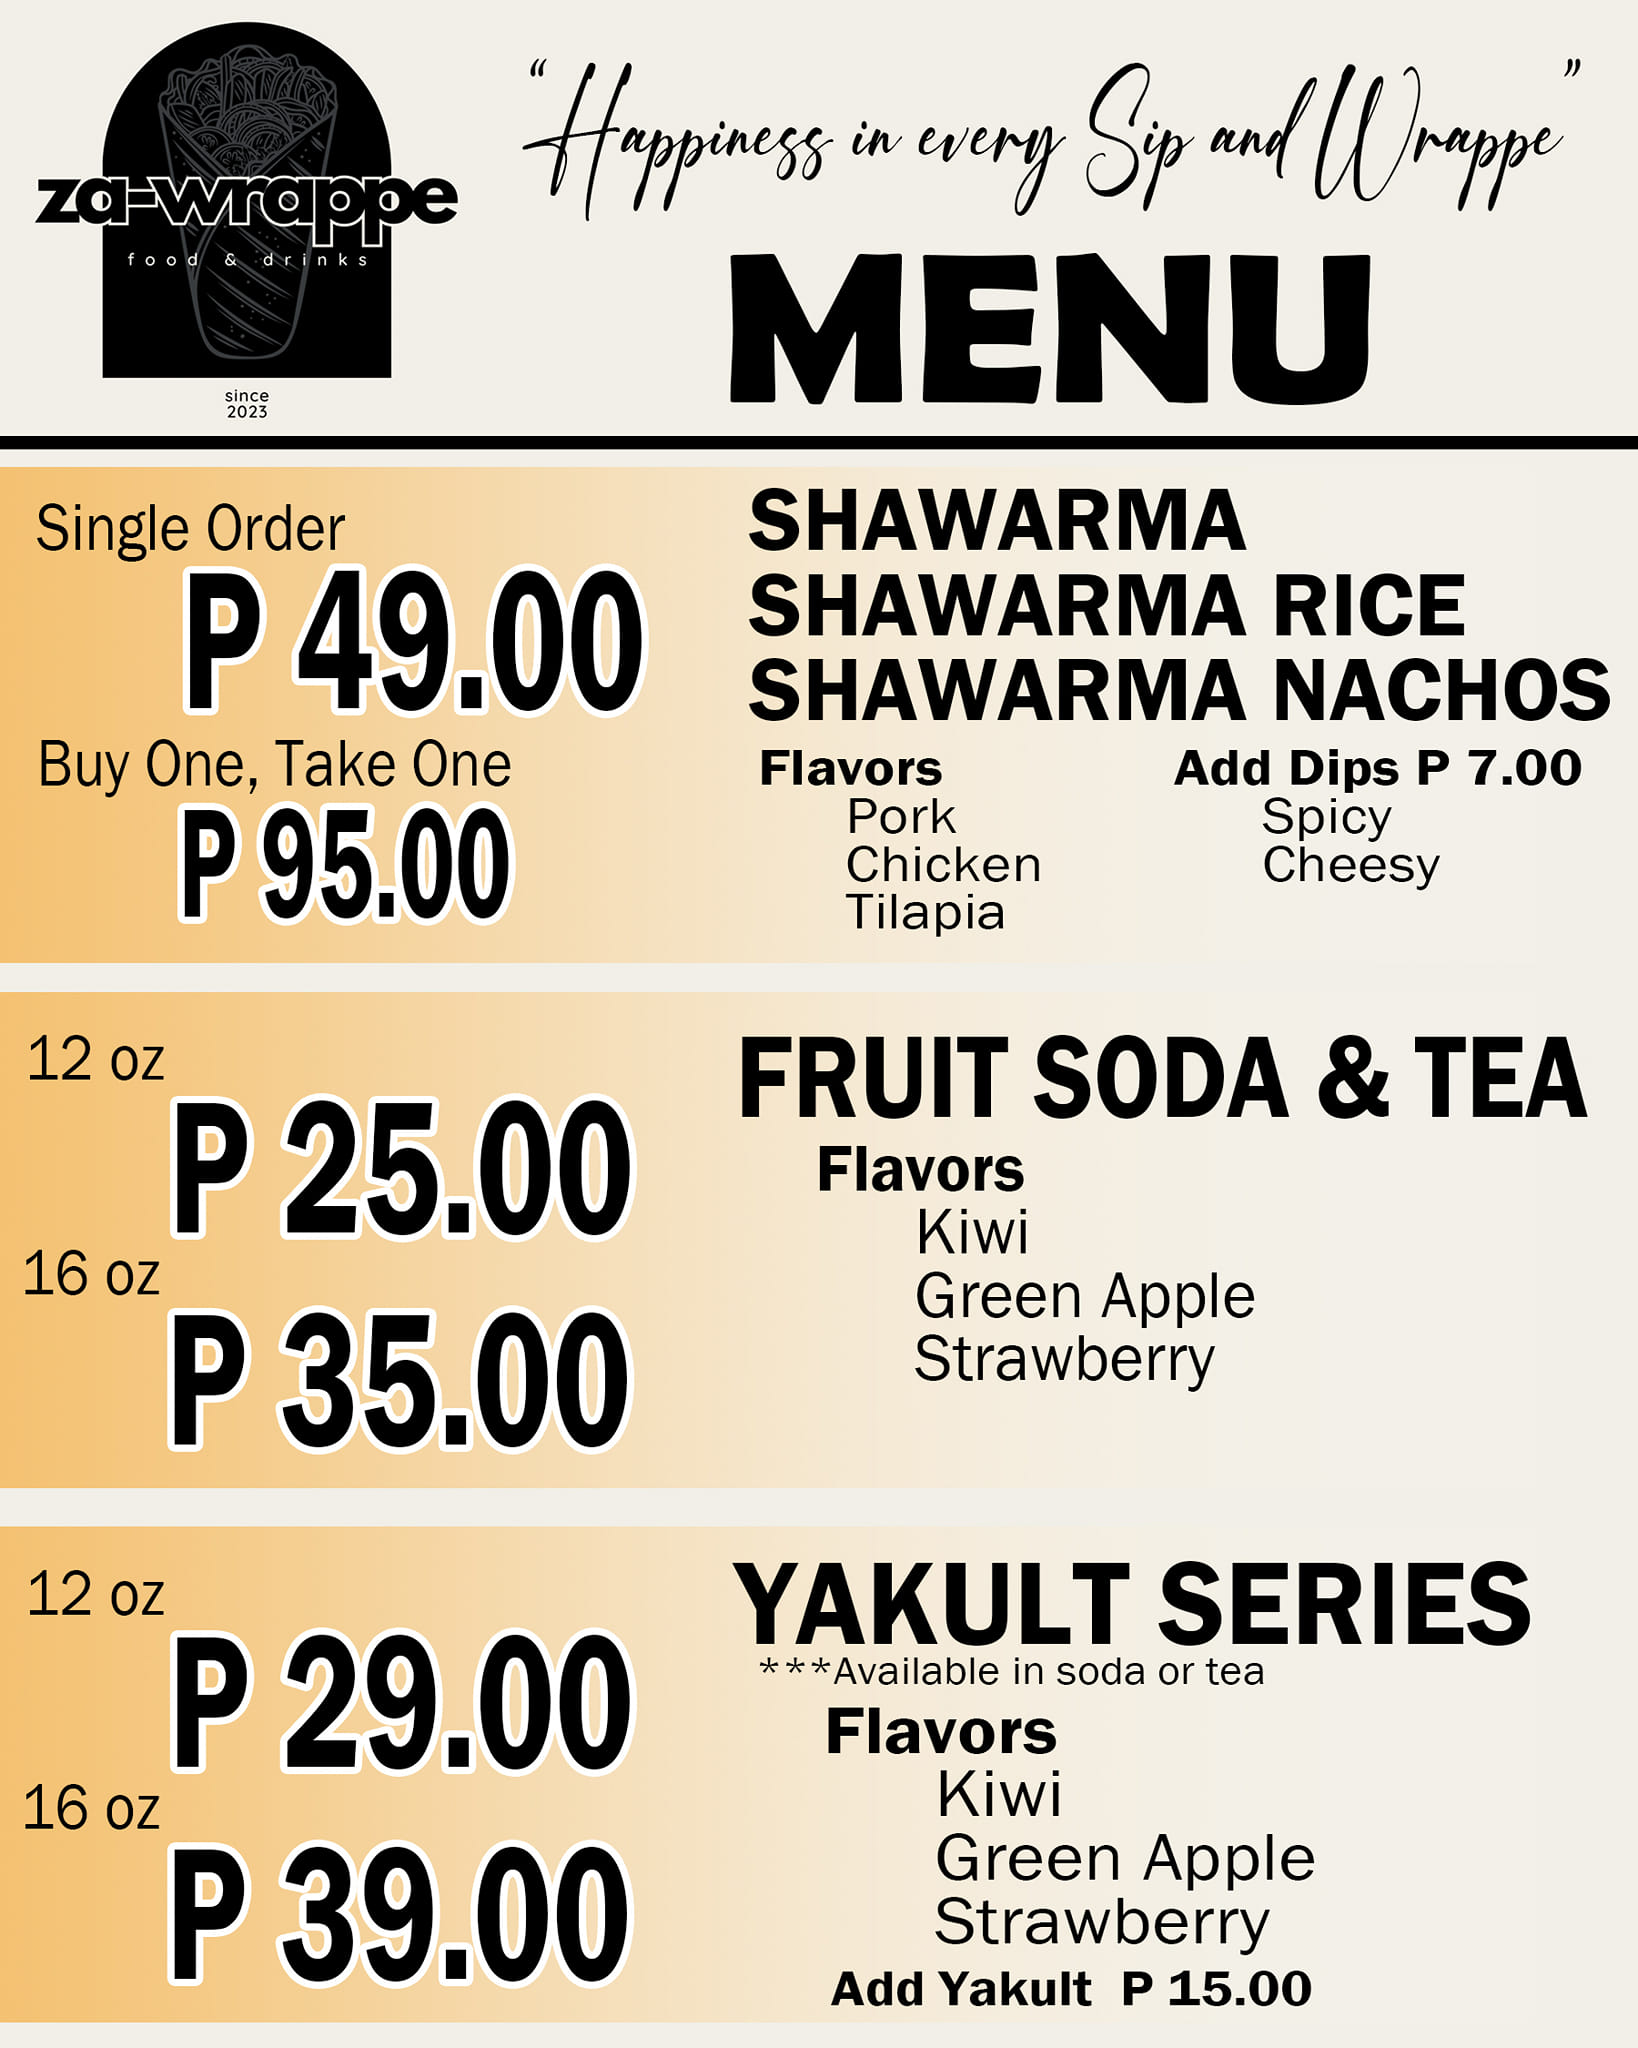 za-wrappe
food & drinks
since
2023
"Happiness in every Sip and Wrappe"
MENU
Single Order
P 49.00
Buy One, Take One
P 95.00
SHAWARMA
SHAWARMA RICE
SHAWARMA NACHOS
Flavors
Pork
Chicken
Tilapia
Add Dips P 7.00
Spicy
Cheesy
12 oz
P 25.00
16 oz
P 35.00
FRUIT SODA & TEA
Flavors
Kiwi
Green Apple
Strawberry
12 oz
P 29.00
16 oz
P 39.00
YAKULT SERIES
***Available in soda or tea
Flavors
Kiwi
Green Apple
Strawberry
Add Yakult P 15.00